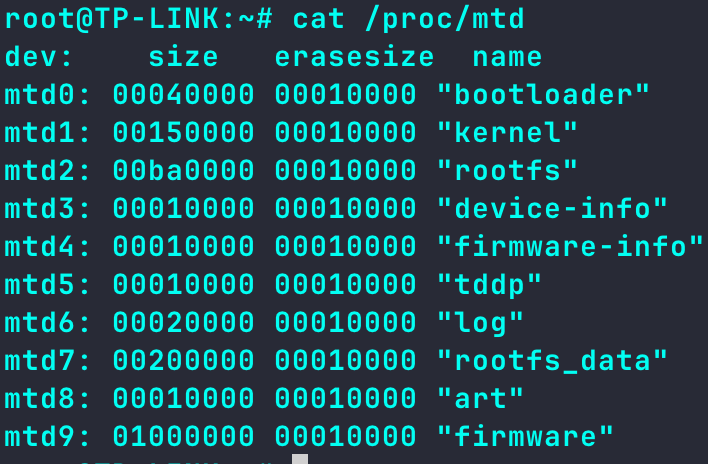 root@TP-LINK:~# cat /proc/mtd
dev:    size   erasesize  name
mtd0: 00040000 00010000 "bootloader"
mtd1: 00150000 00010000 "kernel"
mtd2: 00ba0000 00010000 "rootfs"
mtd3: 00010000 00010000 "device-info"
mtd4: 00010000 00010000 "firmware-info"
mtd5: 00010000 00010000 "tddp"
mtd6: 00020000 00010000 "log"
mtd7: 00200000 00010000 "rootfs_data"
mtd8: 00010000 00010000 "art"
mtd9: 01000000 00010000 "firmware"